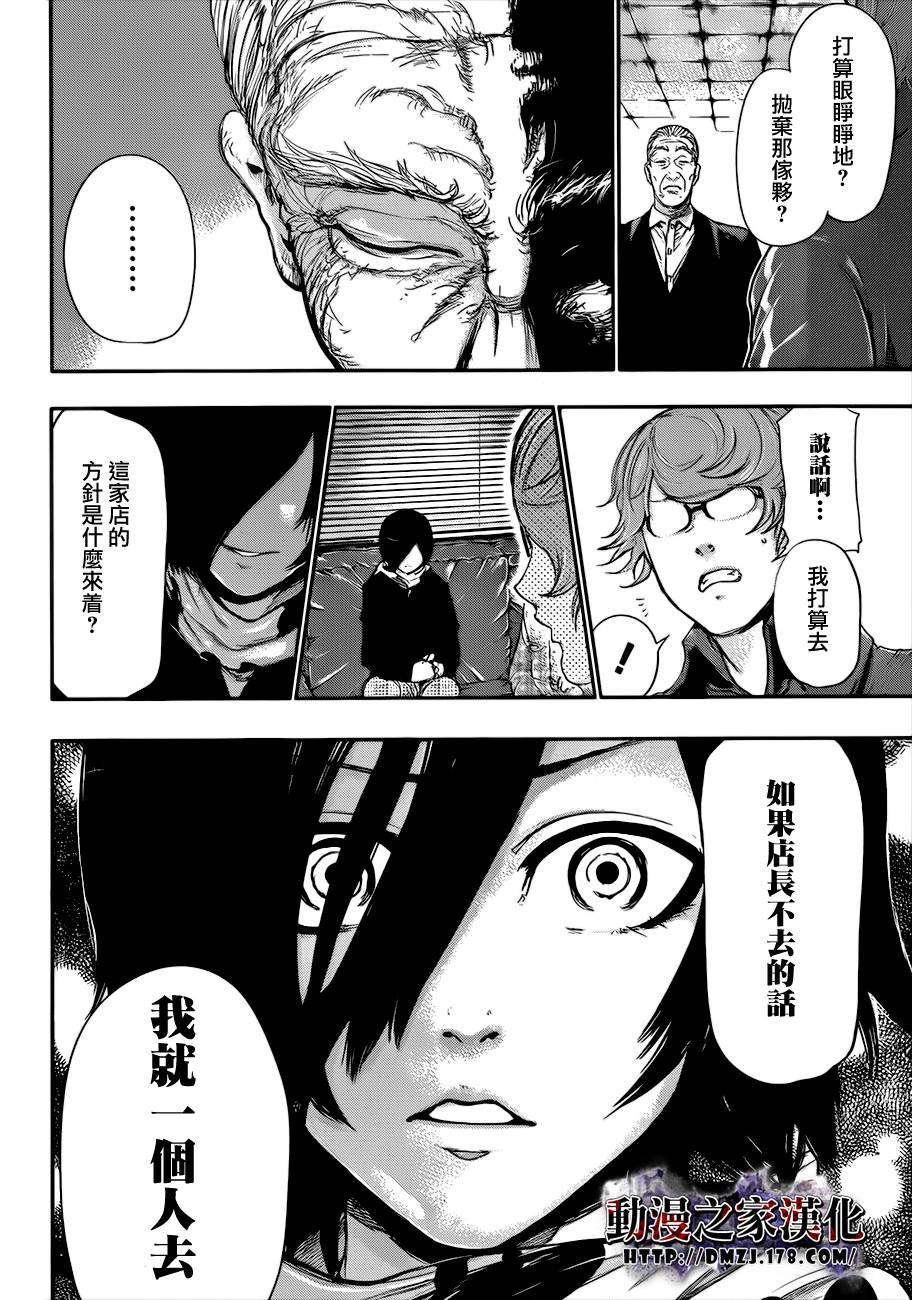 打算眼睜睜地？
拋棄那傢夥？
………
說話啊…
我打算去
！
這家店的
方針是什麼來着？
如果店長不去的話
我就一個人去
動漫之家漢化
HTTP://DMZJ.178.COM/